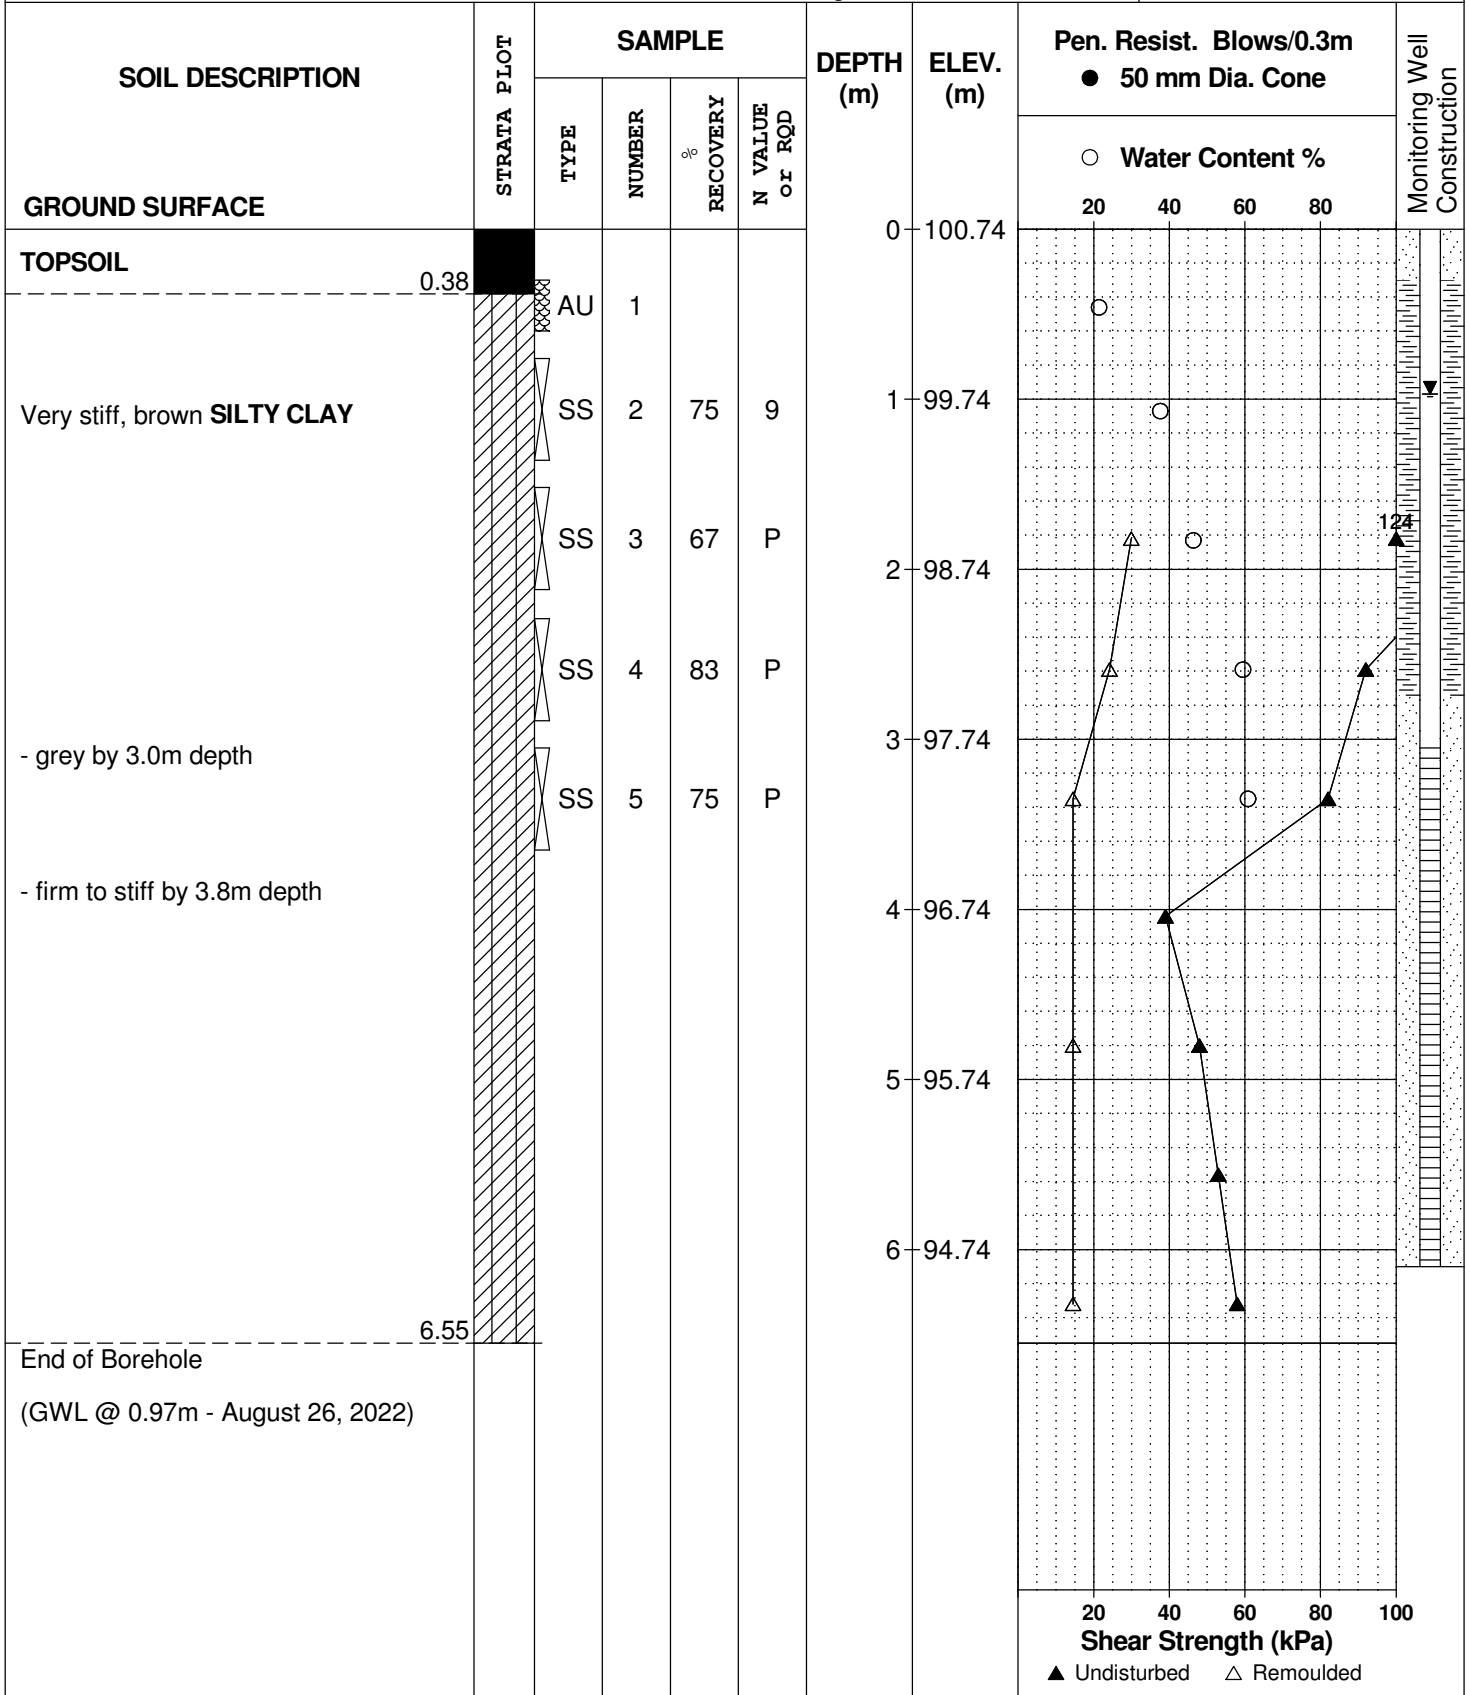 SOIL DESCRIPTION
GROUND SURFACE
STRATA PLOT
SAMPLE
TYPE
NUMBER
% RECOVERY
N VALUE or RQD
DEPTH (m)
ELEV. (m)
Pen. Resist. Blows/0.3m
● 50 mm Dia. Cone
○ Water Content %
20 40 60 80
Monitoring Well Construction
0 100.74
TOPSOIL
0.38
AU 1
Very stiff, brown SILTY CLAY
SS 2 75 9
1 99.74
124
SS 3 67 P
2 98.74
SS 4 83 P
- grey by 3.0m depth
3 97.74
SS 5 75 P
- firm to stiff by 3.8m depth
4 96.74
5 95.74
6 94.74
6.55
End of Borehole
(GWL @ 0.97m - August 26, 2022)
20 40 60 80 100
Shear Strength (kPa)
▲ Undisturbed △ Remoulded